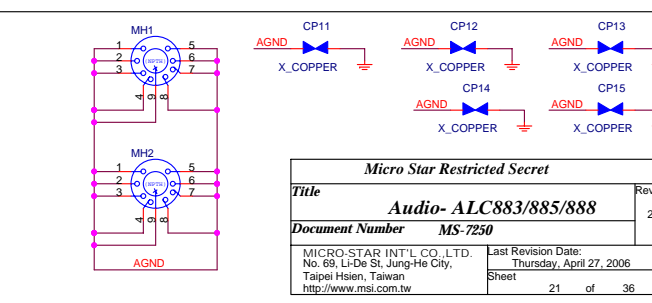 MH1
1 5
2 6
3 7
(NPTH)
4 9 8
MH2
1 5
2 6
3 7
(NPTH)
4 9 8
AGND
CP11
AGND
X_COPPER
CP12
AGND
X_COPPER
CP13
AGND
X_COPPER
CP14
AGND
X_COPPER
CP15
AGND
X_COPPER
Micro Star Restricted Secret
Title
Rev
Audio- ALC883/885/888
2
Document Number MS-7250
MICRO-STAR INT'L CO.,LTD.
No. 69, Li-De St, Jung-He City,
Taipei Hsien, Taiwan
http://www.msi.com.tw
Last Revision Date:
Thursday, April 27, 2006
Sheet
21 of 36